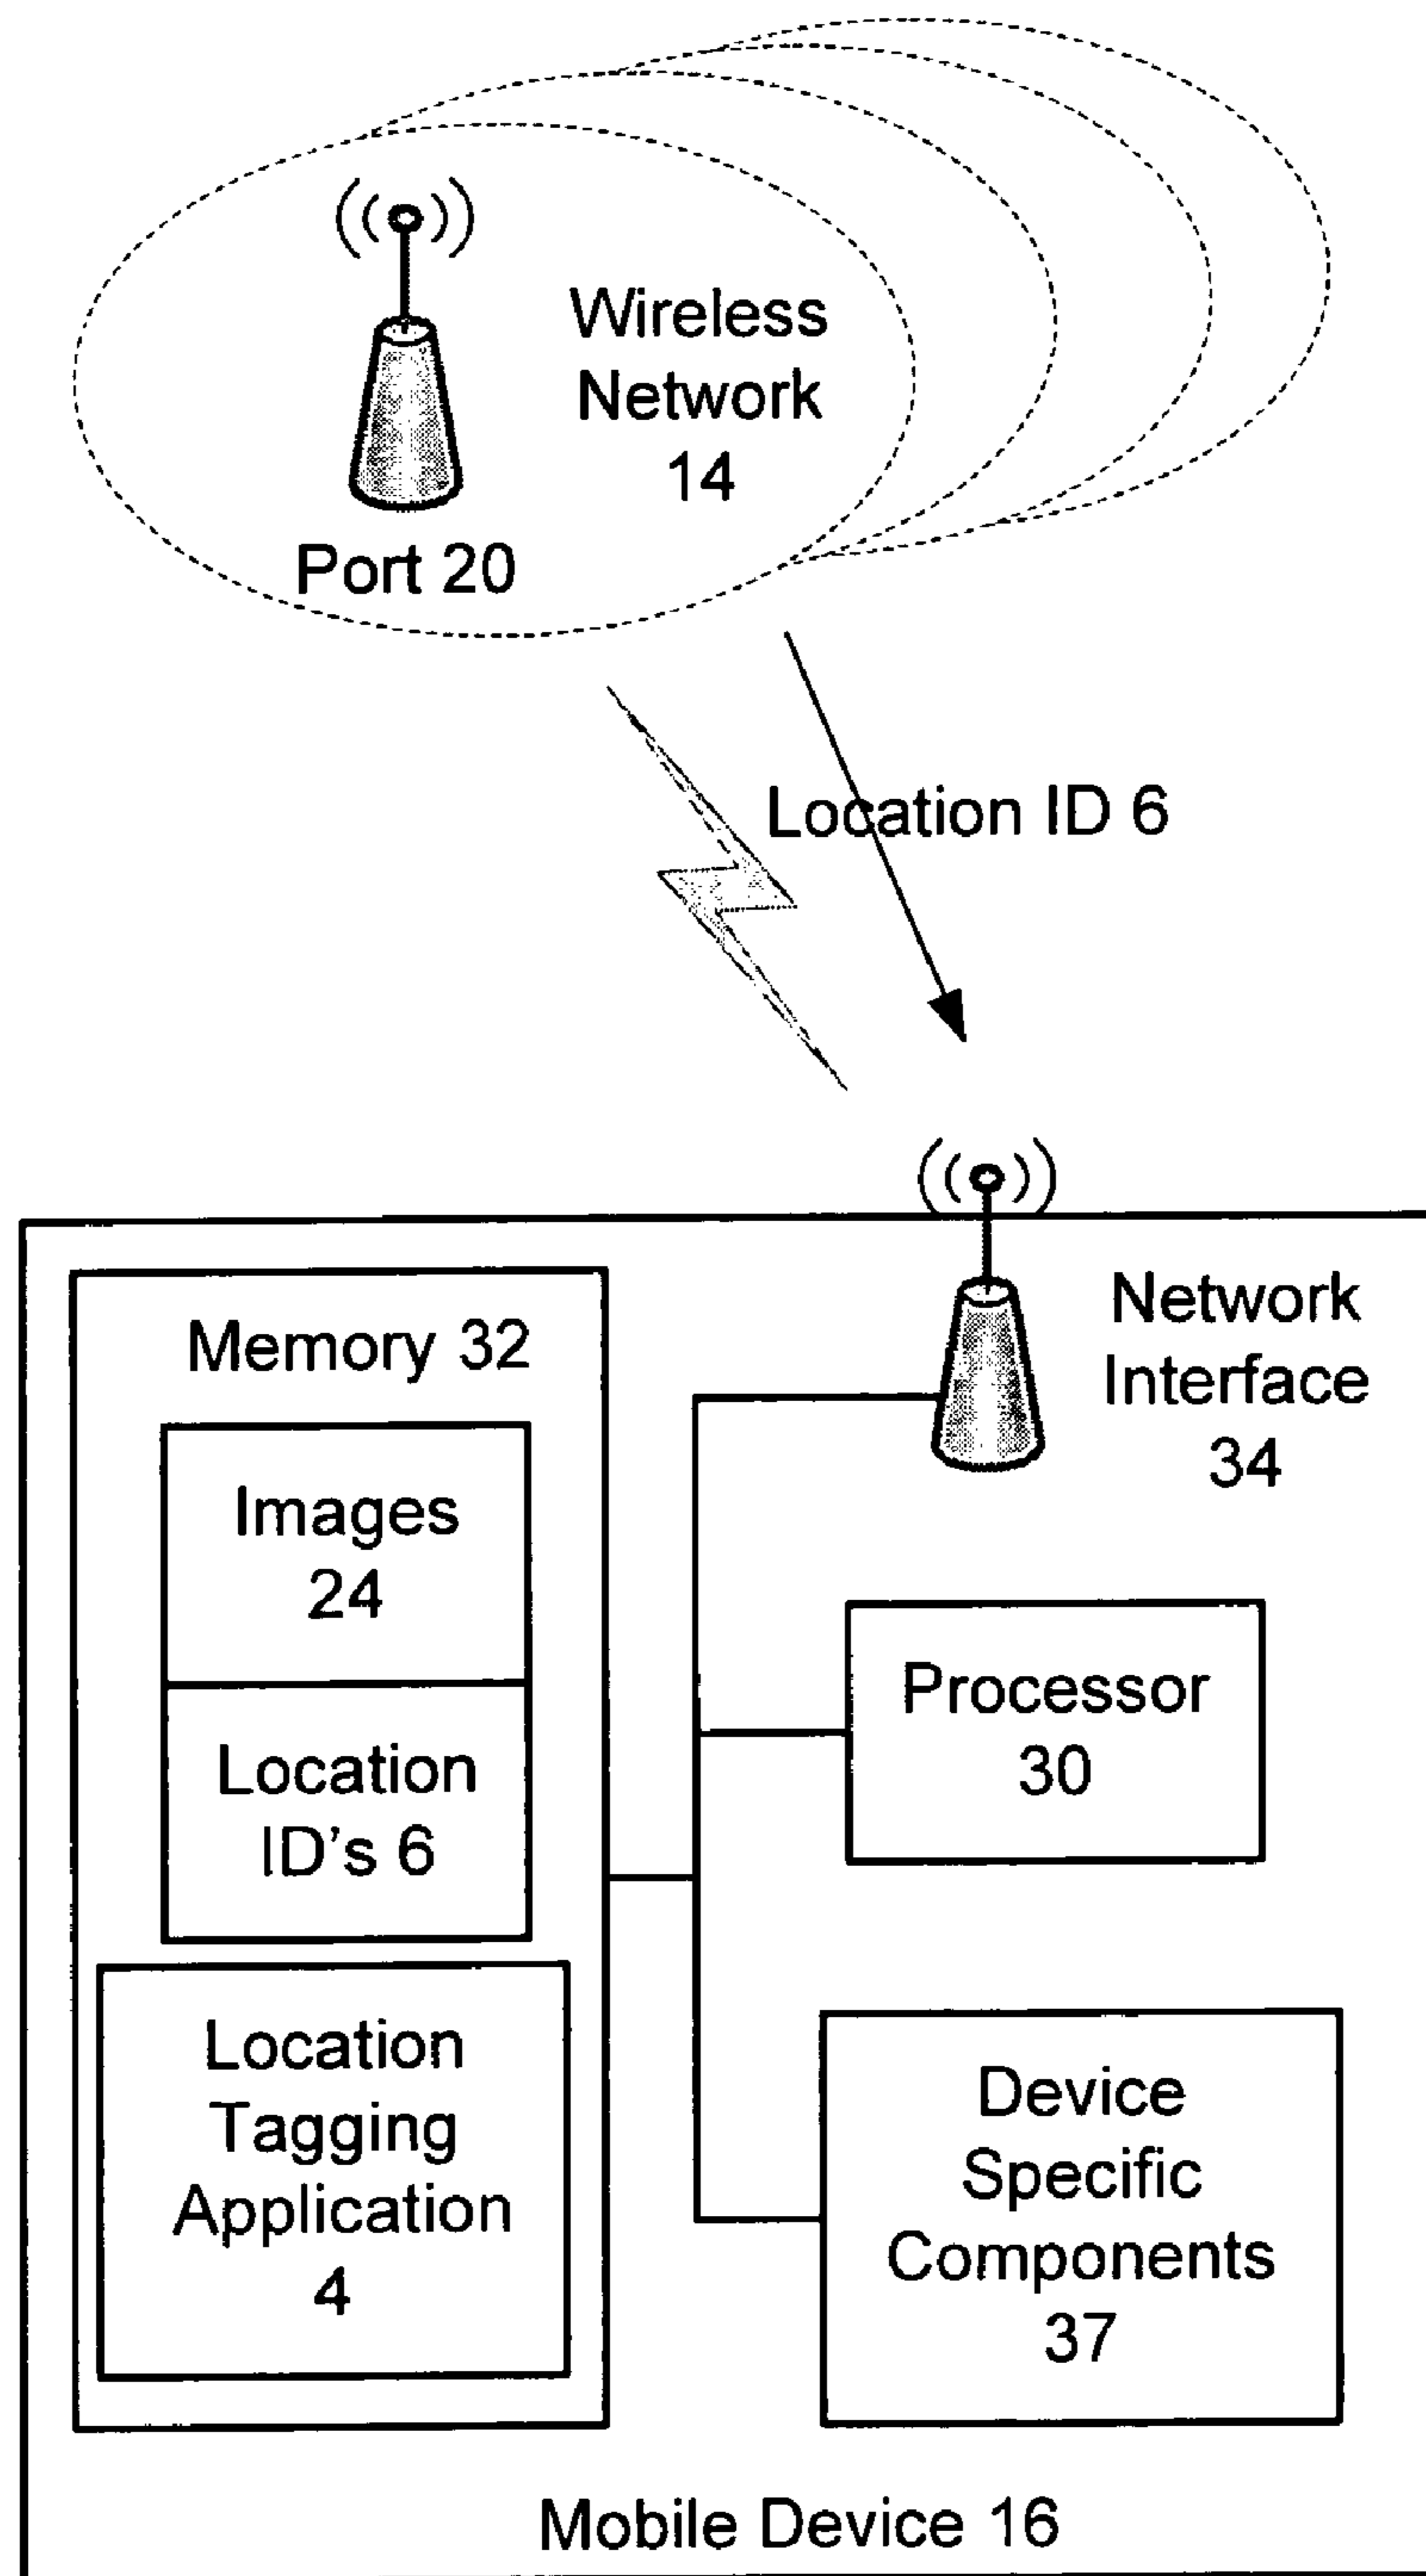 Wireless
Network
14
Port 20
Location ID 6
Network
Interface
34
Memory 32
Images
24
Location
ID's 6
Location
Tagging
Application
4
Processor
30
Device
Specific
Components
37
Mobile Device 16